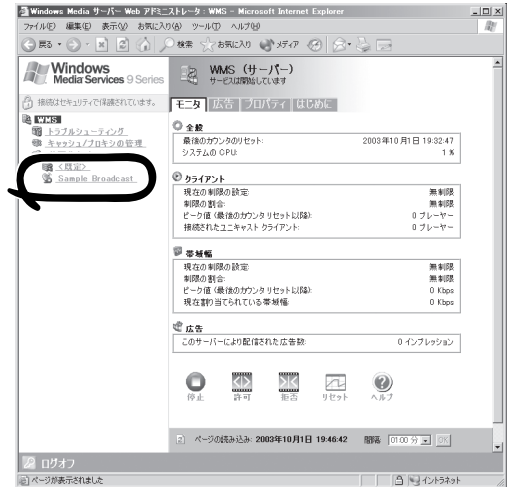 Windows Media サーバー Web アドミニストレータ : WMS - Microsoft Internet Explorer
ファイル(F) 編集(E) 表示(V) お気に入り(A) ツール(T) ヘルプ(H)
戻る 検索 お気に入り メディア
Windows
Media Services 9 Series
WMS (サーバー)
サービスは開始しています
接続はセキュリティで保護されています。
モニタ 広告 プロパティ はじめに
WMS
トラブルシューティング
キャッシュ/プロキシの管理
<既定>
Sample Broadcast
全般
最後のカウンタのリセット: 2003年10月1日 19:32:47
システムの CPU: 1 %
クライアント
現在の制限の設定: 無制限
制限の割合: 無制限
ピーク値 (最後のカウンタ リセット以降): 0 プレーヤー
接続されたユニキャスト クライアント: 0 プレーヤー
帯域幅
現在の制限の設定: 無制限
制限の割合: 無制限
ピーク値 (最後のカウンタ リセット以降): 0 Kbps
現在割り当てられている帯域幅: 0 Kbps
広告
このサーバーにより配信された広告数: 0 インプレッション
停止 許可 拒否 リセット ヘルプ
ページの読み込み: 2003年10月1日 19:46:42 間隔 01:00 分 OK
ログオフ
ページが表示されました イントラネット